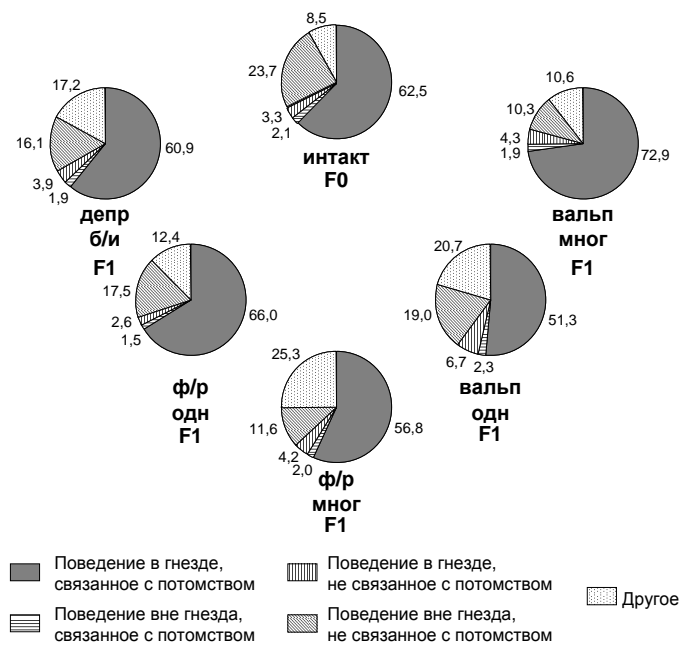 8,5
23,7
3,3
2,1
62,5
интакт
F0
17,2
16,1
3,9
1,9
60,9
депр
б/и
F1
10,6
10,3
4,3
1,9
72,9
вальп
мног
F1
12,4
17,5
2,6
1,5
66,0
ф/р
одн
F1
20,7
19,0
6,7
2,3
51,3
вальп
одн
F1
25,3
11,6
4,2
2,0
56,8
ф/р
мног
F1
Поведение в гнезде,
связанное с потомством
Поведение вне гнезда,
связанное с потомством
Поведение в гнезде,
не связанное с потомством
Поведение вне гнезда,
не связанное с потомством
Другое